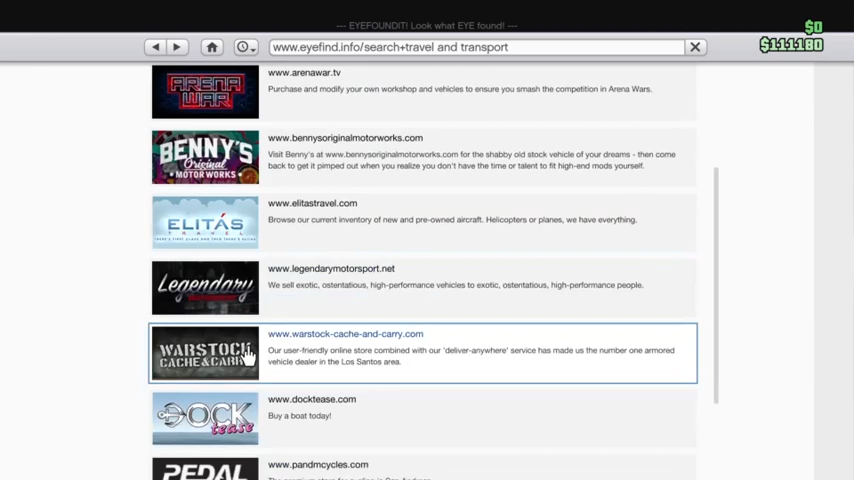 --- EYEFOUNDIT! Look what EYE found! ---
$0
$111180
www.eyefind.info/search+travel and transport
ARENA WAR
www.arenawar.tv
Purchase and modify your own workshop and vehicles to ensure you smash the competition in Arena Wars.
BENNY'S
Original
MOTOR WORKS
www.bennysoriginalmotorworks.com
Visit Benny's at www.bennysoriginalmotorworks.com for the shabby old stock vehicle of your dreams - then come
back to get it pimped out when you realize you don't have the time or talent to fit high-end mods yourself.
ELITÁS
TRAVEL
THERE'S FIRST CLASS AND THEN THERE'S ELITÁS
www.elitastravel.com
Browse our current inventory of new and pre-owned aircraft. Helicopters or planes, we have everything.
Legendary
www.legendarymotorsport.net
We sell exotic, ostentatious, high-performance vehicles to exotic, ostentatious, high-performance people.
WARSTOCK
CACHE & CARRY
www.warstock-cache-and-carry.com
Our user-friendly online store combined with our 'deliver-anywhere' service has made us the number one armored
vehicle dealer in the Los Santos area.
DOCK
tease
www.docktease.com
Buy a boat today!
PEDAL
www.pandmcycles.com